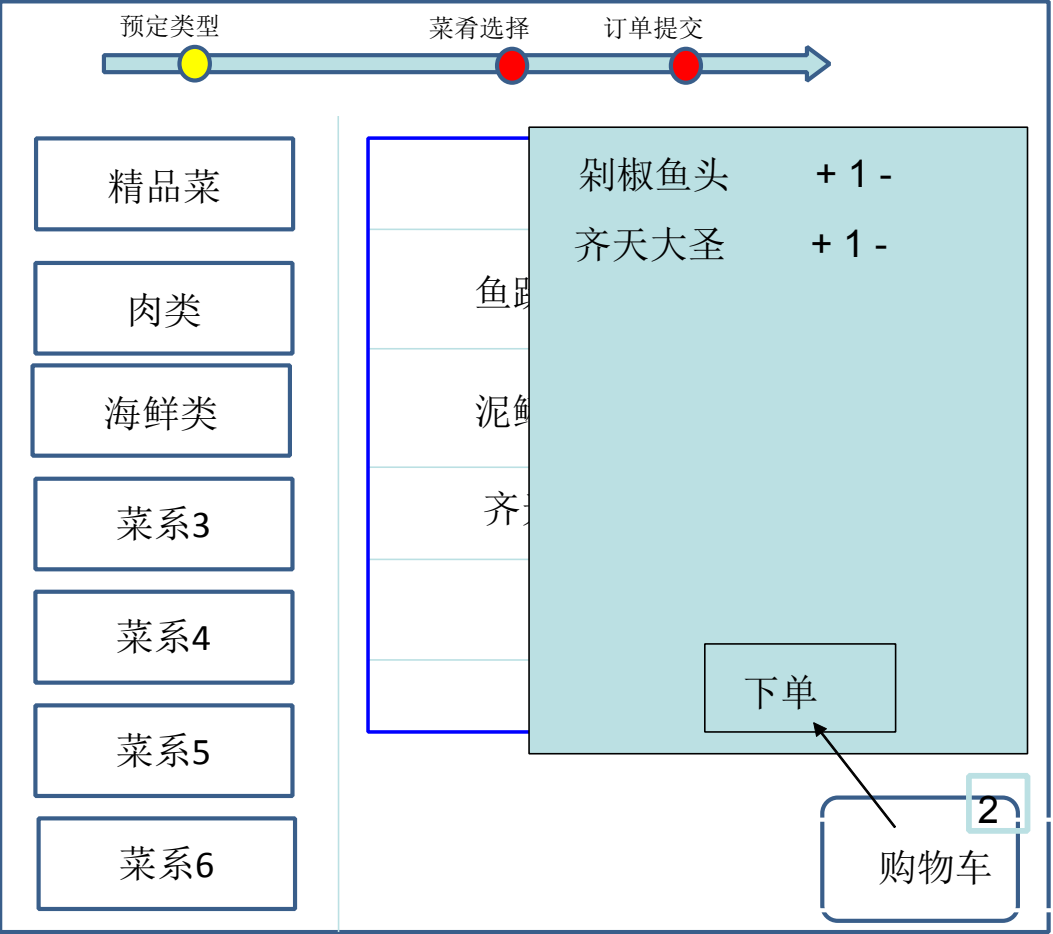 预定类型
菜肴选择
订单提交
精品菜
肉类
海鲜类
菜系3
菜系4
菜系5
菜系6
鱼
泥
齐
剁椒鱼头 + 1 -
齐天大圣 + 1 -
下单
2
购物车